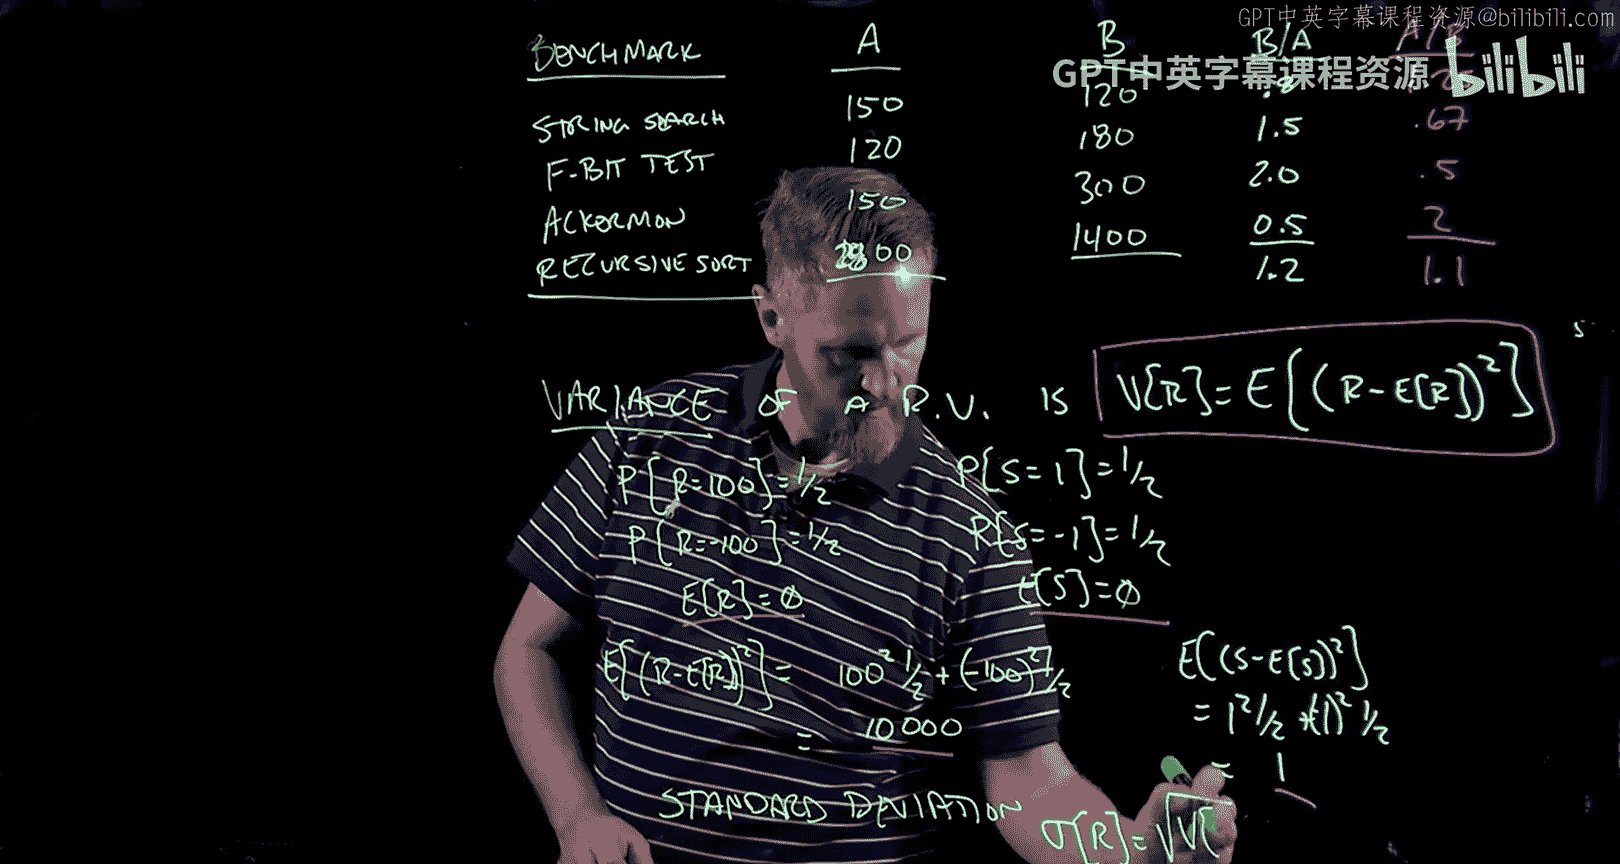 GPT中英字幕课程资源@bilibili.com
GPT中英字幕课程资源 bilibili
BENCHMARK A B B/A A/B
STRING SEARCH 150 120 .8
F-BIT TEST 120 180 1.5 .67
ACKERMON 150 300 2.0 .5
RECURSIVE SORT 00 1400 0.5 2
1.2 1.1
VARIANCE OF A R.V. IS V[R]=E[(R-E[R])²]
P[R=100]=1/2 P[S=1]=1/2
P[R=-100]=1/2 P[S=-1]=1/2
E[R]=0 E[S]=0
E[(R-E[R])²]= 100² 1/2+(-100)² 1/2 E[(S-E[S])²]
= 10000 = 1² 1/2 +(-1)² 1/2
= 1
STANDARD DEVIATION σ[R]=√V[